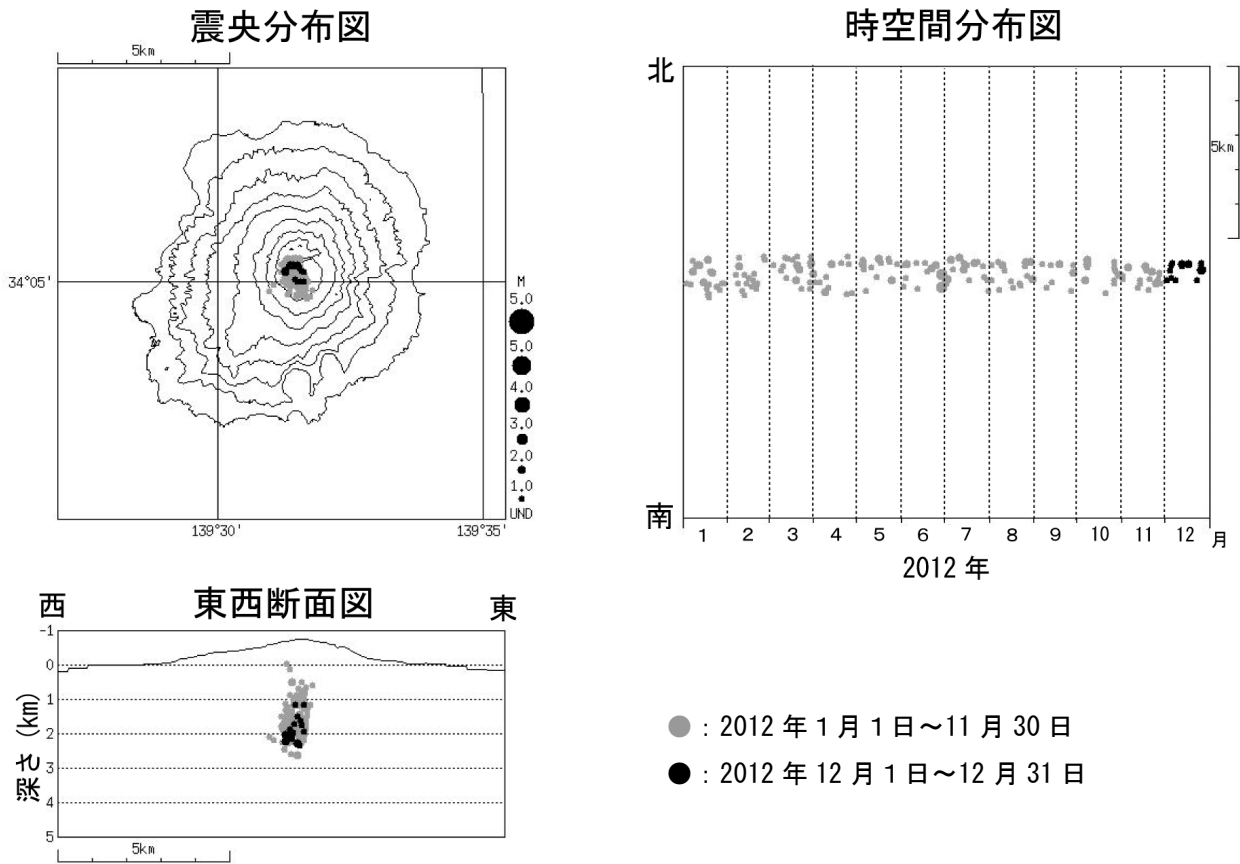 震央分布図
5km
34°05′
139°30′
139°35′
M
5.0
5.0
4.0
3.0
2.0
1.0
UND
時空間分布図
北
南
5km
1 2 3 4 5 6 7 8 9 10 11 12 月
2012 年
西 東西断面図 東
深さ (km)
-1
0
1
2
3
4
5
5km
● : 2012 年 1 月 1 日～11 月 30 日
● : 2012 年 12 月 1 日～12 月 31 日